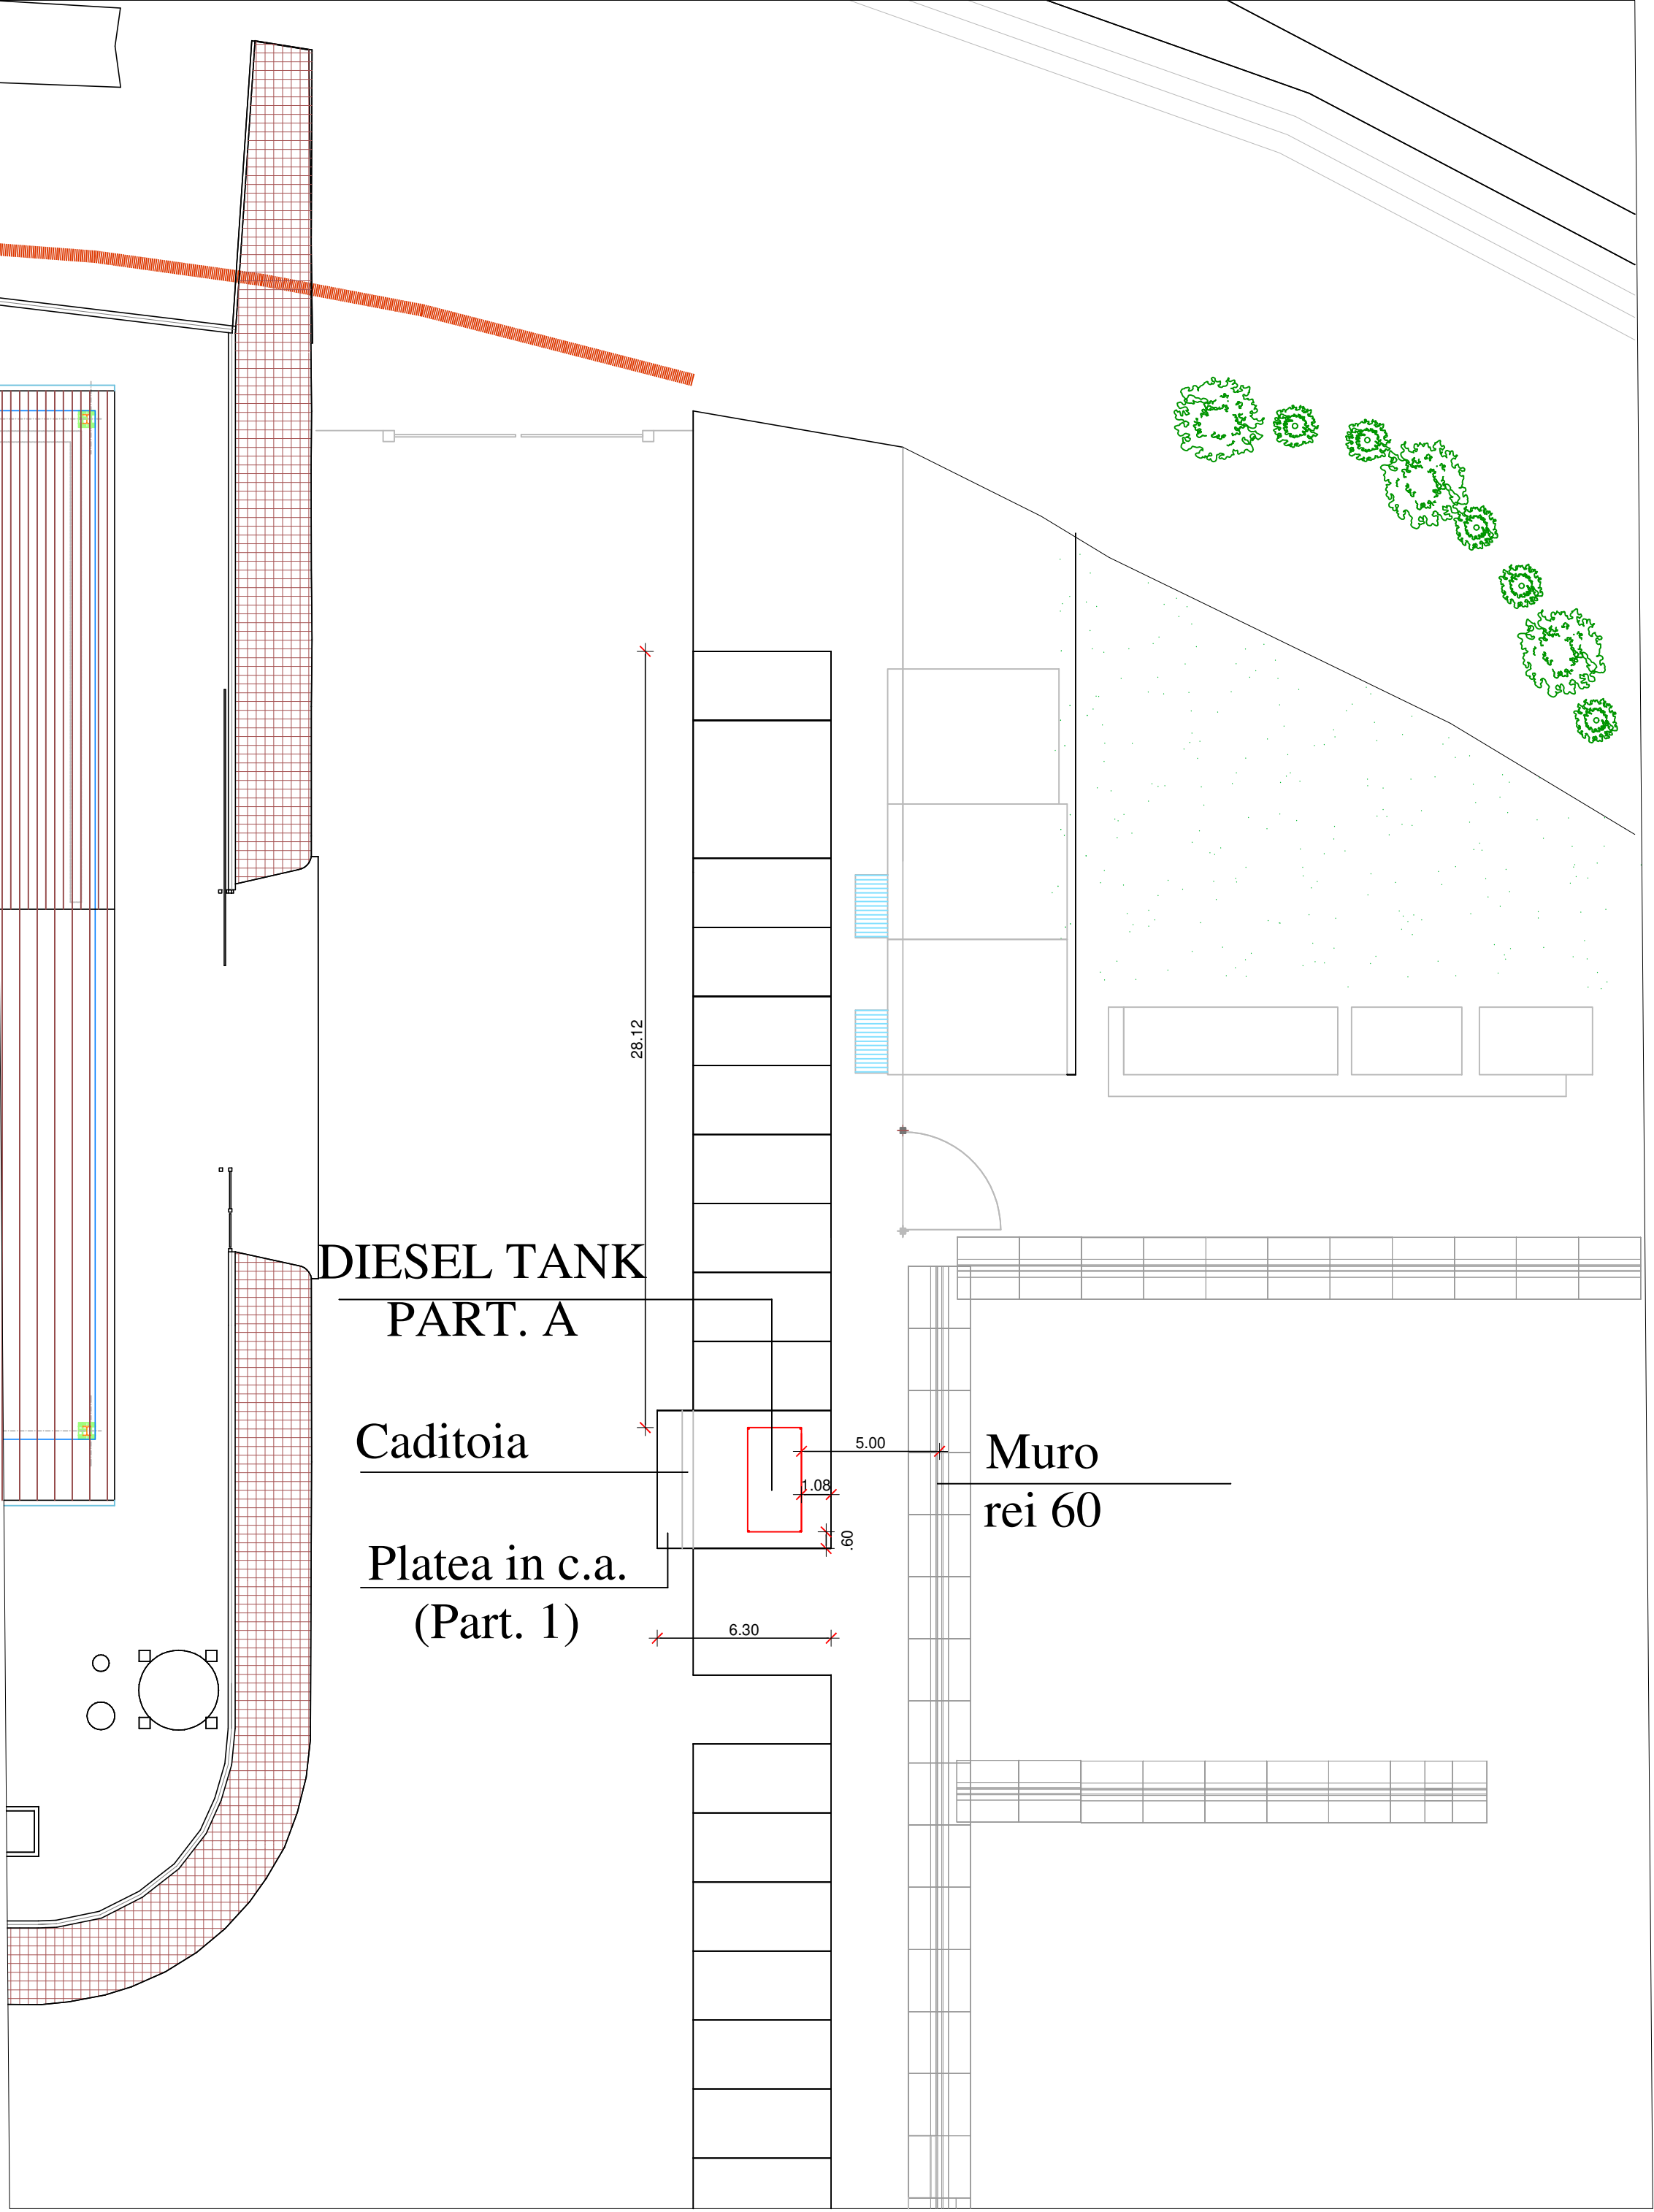 28.12
DIESEL TANK
PART. A
Caditoia
5.00
Muro
rei 60
1.08
.60
Platea in c.a.
(Part. 1)
6.30